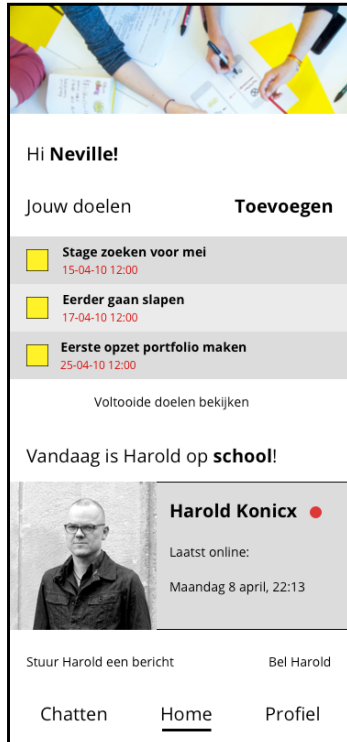 Hi Neville!
Jouw doelen
Toevoegen
Stage zoeken voor mei
15-04-10 12:00
Eerder gaan slapen
17-04-10 12:00
Eerste opzet portfolio maken
25-04-10 12:00
Voltooide doelen bekijken
Vandaag is Harold op school!
Harold Konicx
Laatst online:
Maandag 8 april, 22:13
Stuur Harold een bericht
Bel Harold
Chatten
Home
Profiel